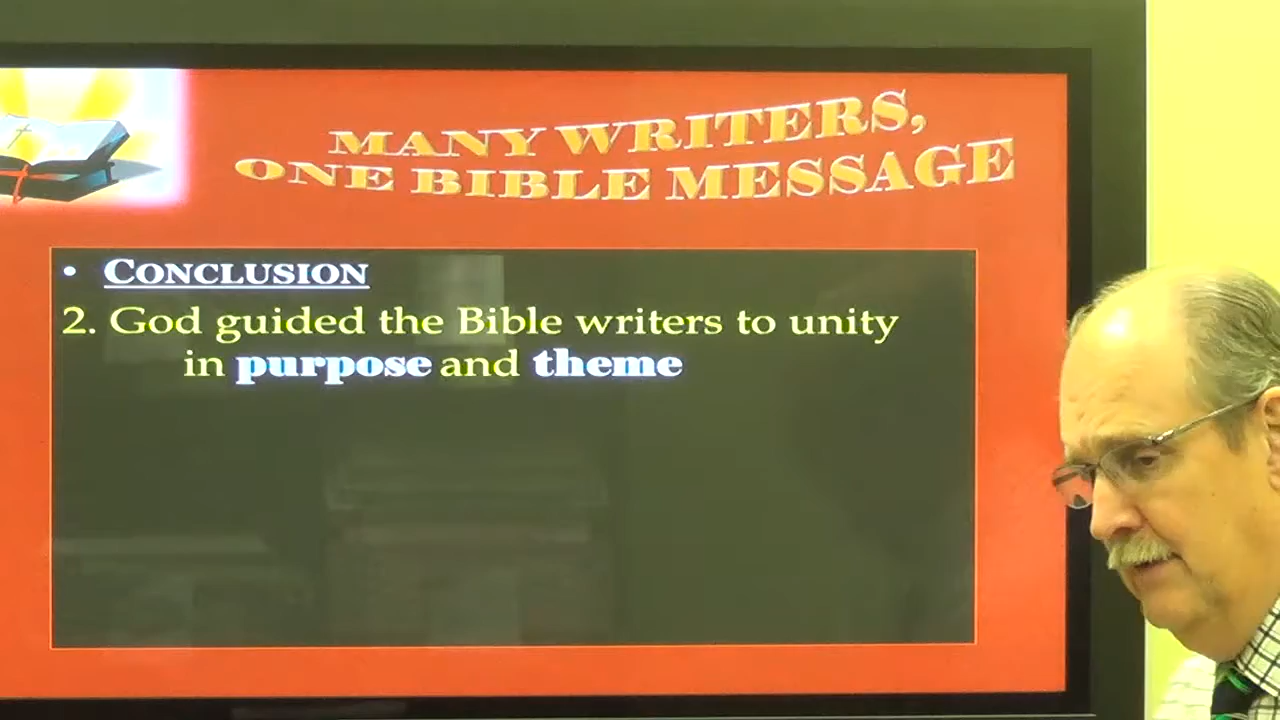 MANY WRITERS,
ONE BIBLE MESSAGE
• CONCLUSION
2. God guided the Bible writers to unity
in purpose and theme